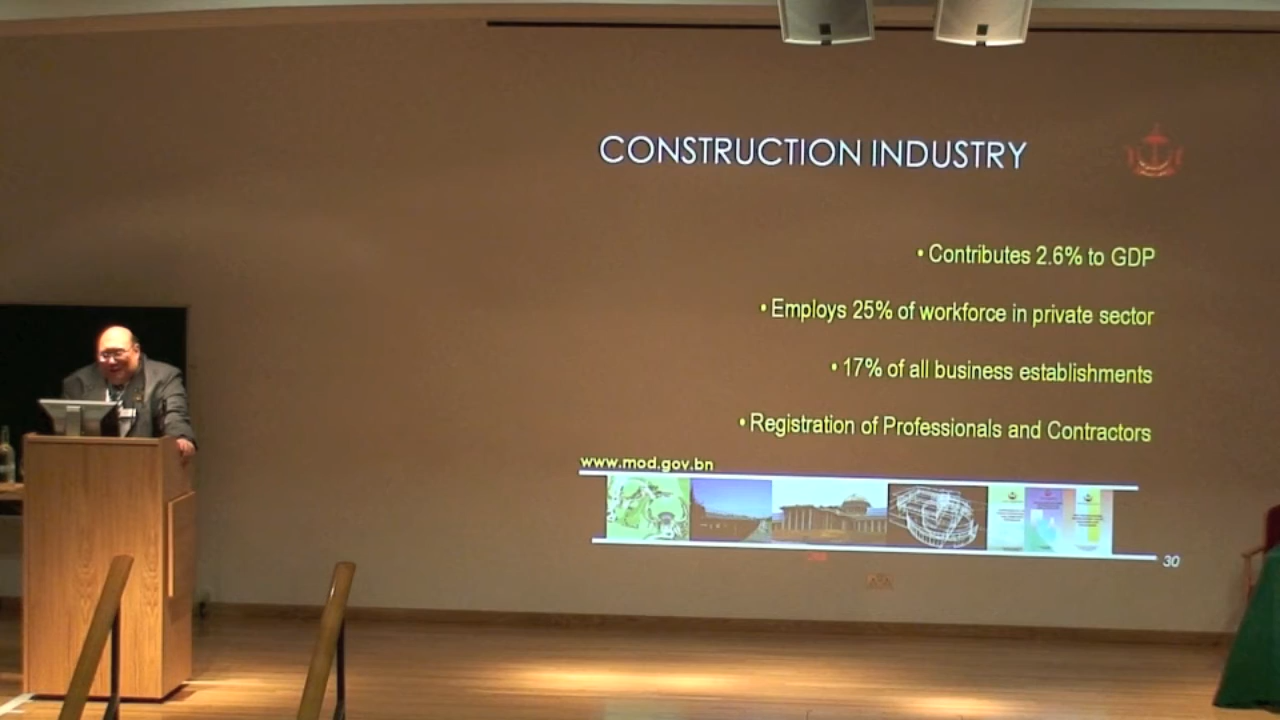 CONSTRUCTION INDUSTRY
• Contributes 2.6% to GDP
• Employs 25% of workforce in private sector
• 17% of all business establishments
• Registration of Professionals and Contractors
www.mod.gov.bn
30